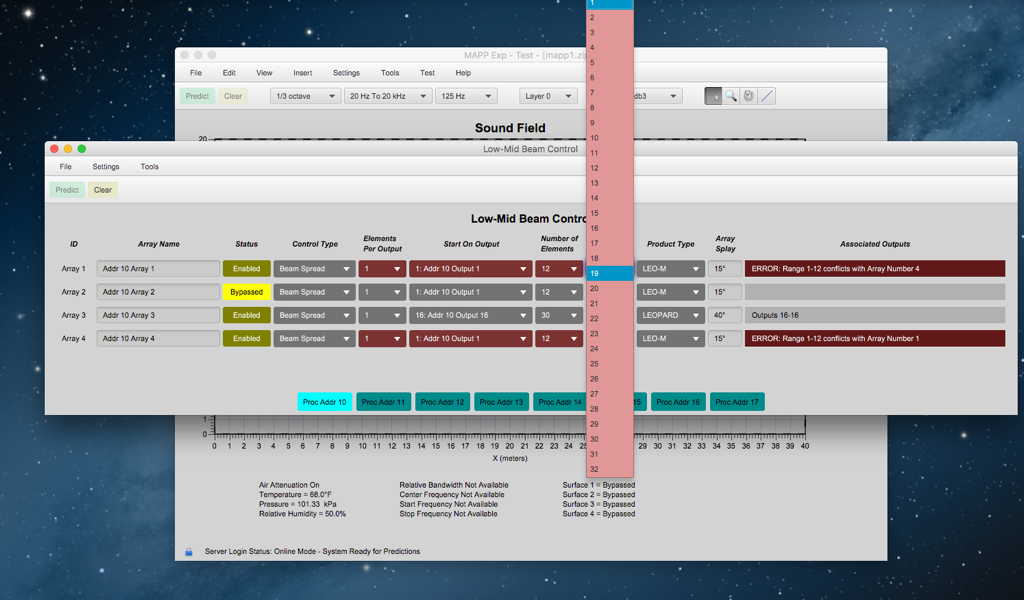 MAPP Exp - Test - [mapp1.zi
File Edit View Insert Settings Tools Test Help
Predict Clear 1/3 octave 20 Hz To 20 kHz 125 Hz Layer 0 db3
Sound Field
20
Low-Mid Beam Control
File Settings Tools
Predict Clear
Low-Mid Beam Contro
ID Array Name Status Control Type Elements Per Output Start On Output Number of Elements Product Type Array Splay Associated Outputs
Array 1 Addr 10 Array 1 Enabled Beam Spread 1 1: Addr 10 Output 1 12 LEO-M 15° ERROR: Range 1-12 conflicts with Array Number 4
Array 2 Addr 10 Array 2 Bypassed Beam Spread 1 1: Addr 10 Output 1 12 LEO-M 15°
Array 3 Addr 10 Array 3 Enabled Beam Spread 1 16: Addr 10 Output 16 30 LEOPARD 40° Outputs 16-16
Array 4 Addr 10 Array 4 Enabled Beam Spread 1 1: Addr 10 Output 1 12 LEO-M 15° ERROR: Range 1-12 conflicts with Array Number 1
Proc Addr 10 Proc Addr 11 Proc Addr 12 Proc Addr 13 Proc Addr 14 15 Proc Addr 16 Proc Addr 17
1
2
3
4
5
6
7
8
9
10
11
12
13
14
15
16
17
18
19
20
21
22
23
24
25
26
27
28
29
30
31
32
1
0
0 1 2 3 4 5 6 7 8 9 10 11 12 13 14 15 16 17 18 19 20 21 22 23 24 29 30 31 32 33 34 35 36 37 38 39 40
X (meters)
Air Attenuation On Relative Bandwidth Not Available Surface 1 = Bypassed
Temperature = 68.0°F Center Frequency Not Available Surface 2 = Bypassed
Pressure = 101.33 kPa Start Frequency Not Available Surface 3 = Bypassed
Relative Humidity = 50.0% Stop Frequency Not Available Surface 4 = Bypassed
Server Login Status: Online Mode - System Ready for Predictions